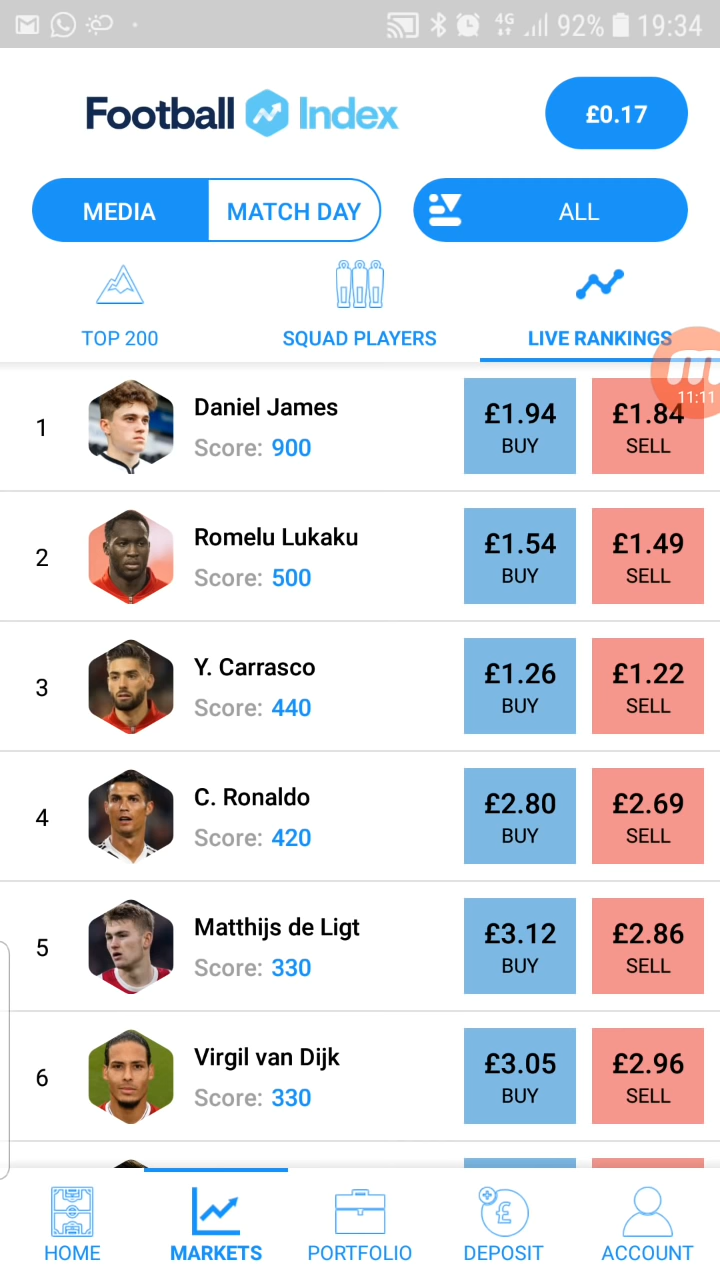 4G 92% 19:34
Football Index £0.17
MEDIA MATCH DAY ALL
TOP 200 SQUAD PLAYERS LIVE RANKINGS
11:11
1 Daniel James £1.94 £1.84
Score: 900 BUY SELL
2 Romelu Lukaku £1.54 £1.49
Score: 500 BUY SELL
3 Y. Carrasco £1.26 £1.22
Score: 440 BUY SELL
4 C. Ronaldo £2.80 £2.69
Score: 420 BUY SELL
5 Matthijs de Ligt £3.12 £2.86
Score: 330 BUY SELL
6 Virgil van Dijk £3.05 £2.96
Score: 330 BUY SELL
HOME MARKETS PORTFOLIO DEPOSIT ACCOUNT